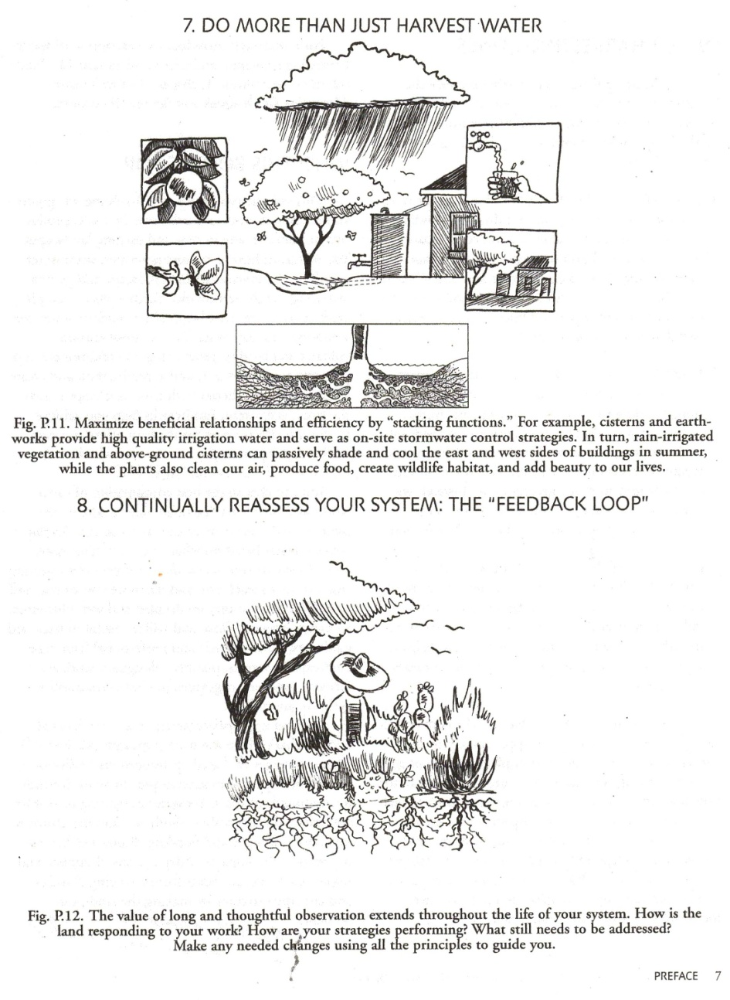 7. DO MORE THAN JUST HARVEST WATER
Fig. P.11. Maximize beneficial relationships and efficiency by “stacking functions.” For example, cisterns and earth-
works provide high quality irrigation water and serve as on-site stormwater control strategies. In turn, rain-irrigated
vegetation and above-ground cisterns can passively shade and cool the east and west sides of buildings in summer,
while the plants also clean our air, produce food, create wildlife habitat, and add beauty to our lives.
8. CONTINUALLY REASSESS YOUR SYSTEM: THE “FEEDBACK LOOP”
Fig. P.12. The value of long and thoughtful observation extends throughout the life of your system. How is the
land responding to your work? How are your strategies performing? What still needs to be addressed?
Make any needed changes using all the principles to guide you.
PREFACE 7